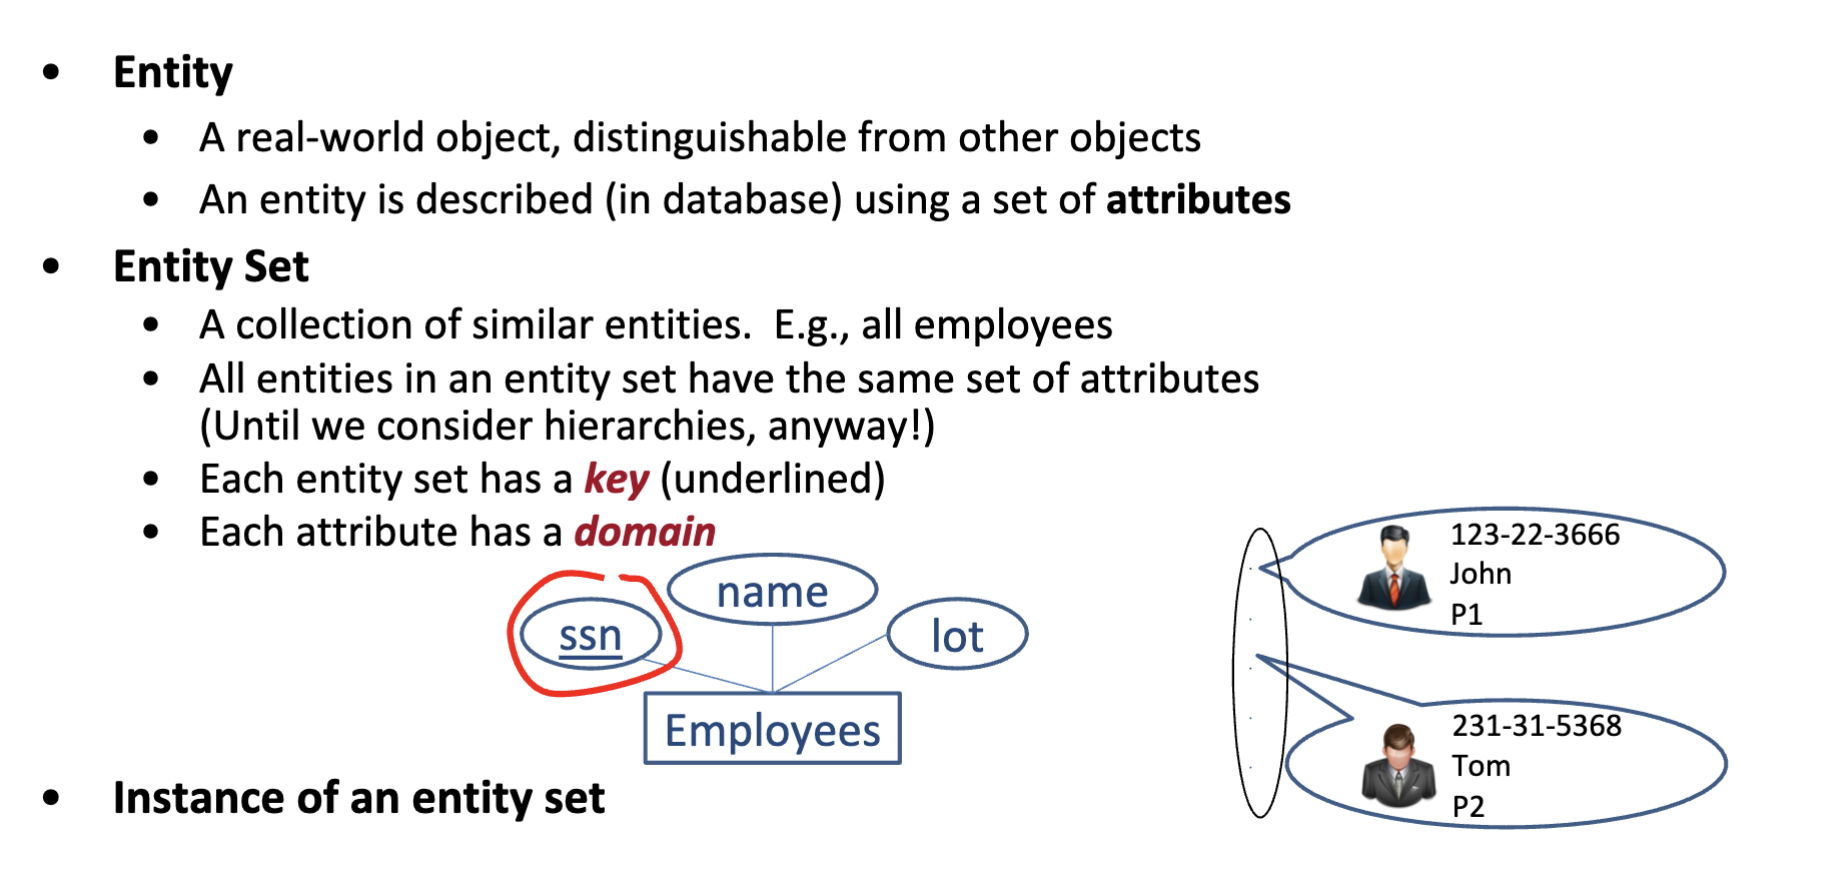 • Entity
• A real-world object, distinguishable from other objects
• An entity is described (in database) using a set of attributes
• Entity Set
• A collection of similar entities.  E.g., all employees
• All entities in an entity set have the same set of attributes
(Until we consider hierarchies, anyway!)
• Each entity set has a key (underlined)
• Each attribute has a domain
name
ssn
lot
Employees
123-22-3666
John
P1
231-31-5368
Tom
P2
• Instance of an entity set